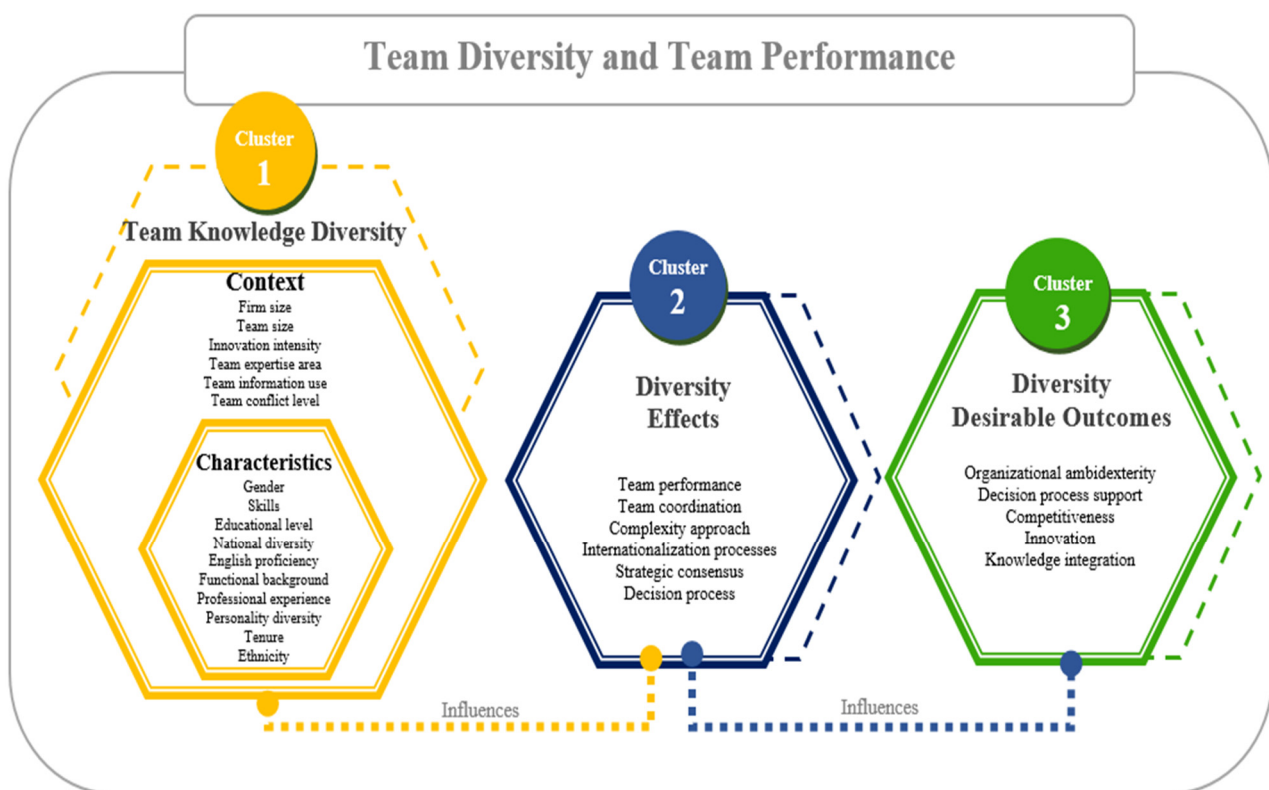 Team Diversity and Team Performance
Cluster
1
Team Knowledge Diversity
Context
Firm size
Team size
Innovation intensity
Team expertise area
Team information use
Team conflict level
Characteristics
Gender
Skills
Educational level
National diversity
English proficiency
Functional background
Professional experience
Personality diversity
Tenure
Ethnicity
Influences
Cluster
2
Diversity
Effects
Team performance
Team coordination
Complexity approach
Internationalization processes
Strategic consensus
Decision process
Influences
Cluster
3
Diversity
Desirable Outcomes
Organizational ambidexterity
Decision process support
Competitiveness
Innovation
Knowledge integration